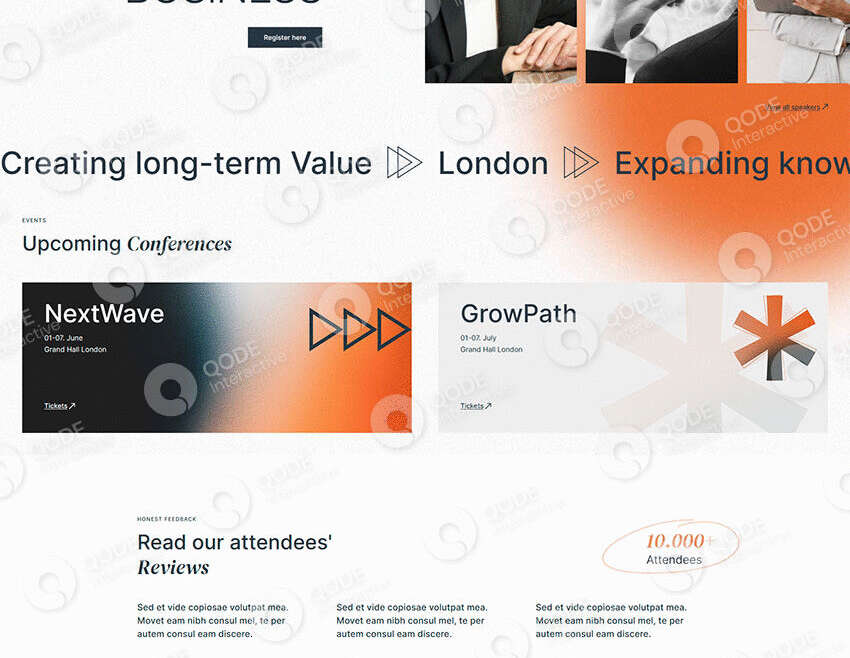 BUSINESS
Register here
View all speakers
Creating long-term Value
London
Expanding know
EVENTS
Upcoming Conferences
NextWave
01-07. June
Grand Hall London
Tickets
GrowPath
01-07. July
Grand Hall London
Tickets
HONEST FEEDBACK
Read our attendees'
Reviews
10.000+
Attendees
Sed et vide copiosae volutpat mea.
Movet eam nibh consul mel, te per
autem consul eam discere.
Sed et vide copiosae volutpat mea.
Movet eam nibh consul mel, te per
autem consul eam discere.
Sed et vide copiosae volutpat mea.
Movet eam nibh consul mel, te per
autem consul eam discere.
QODE
Interactive